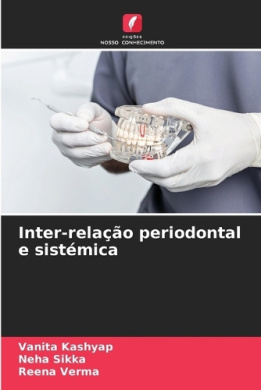 edições
NOSSO CONHECIMENTO
Inter-relação periodontal
e sistémica
Vanita Kashyap
Neha Sikka
Reena Verma